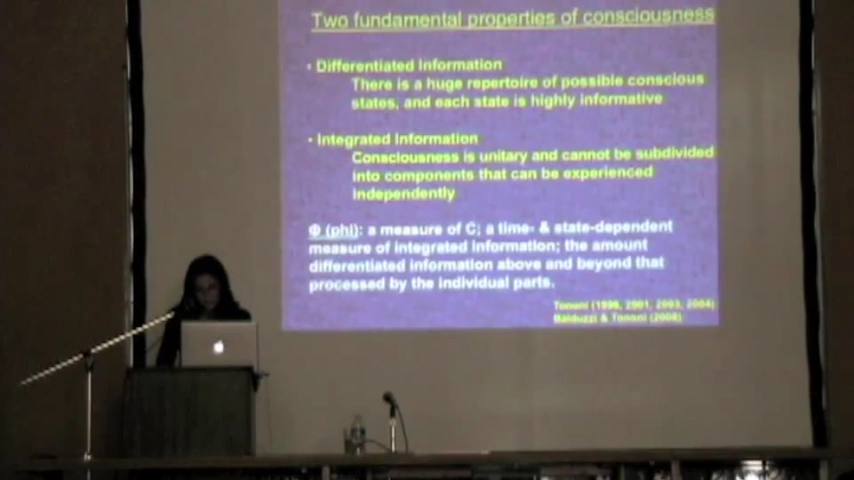 Two fundamental properties of consciousness
• Differentiated Information
There is a huge repertoire of possible conscious
states, and each state is highly informative
• Integrated Information
Consciousness is unitary and cannot be subdivided
into components that can be experienced
independently
Φ (phi): a measure of C; a time- & state-dependent
measure of integrated information; the amount
differentiated information above and beyond that
processed by the individual parts.
Tononi (1998, 2001, 2003, 2004)
Balduzzi & Tononi (2008)